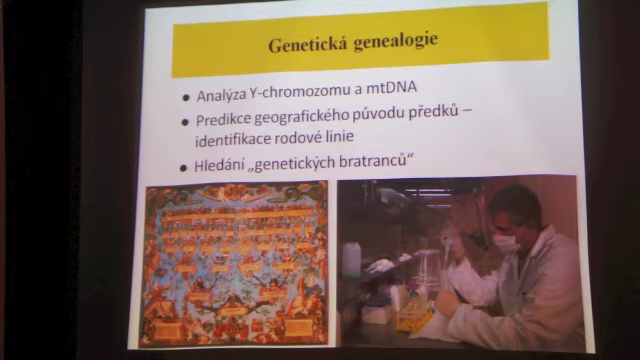 Genetická genealogie
• Analýza Y-chromozomu a mtDNA
• Predikce geografického původu předků –
identifikace rodové linie
• Hledání „genetických bratranců“